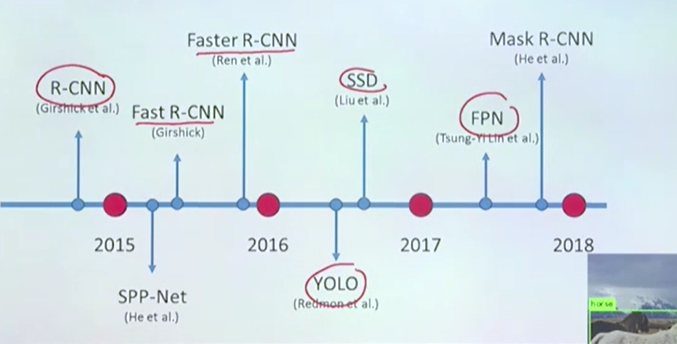 Faster R-CNN
(Ren et al.)
Mask R-CNN
(He et al.)
R-CNN
(Girshick et al.)
Fast R-CNN
(Girshick)
SSD
(Liu et al.)
FPN
(Tsung-Yi Lin et al.)
2015
2016
2017
2018
SPP-Net
(He et al.)
YOLO
(Redmon et al.)
horse